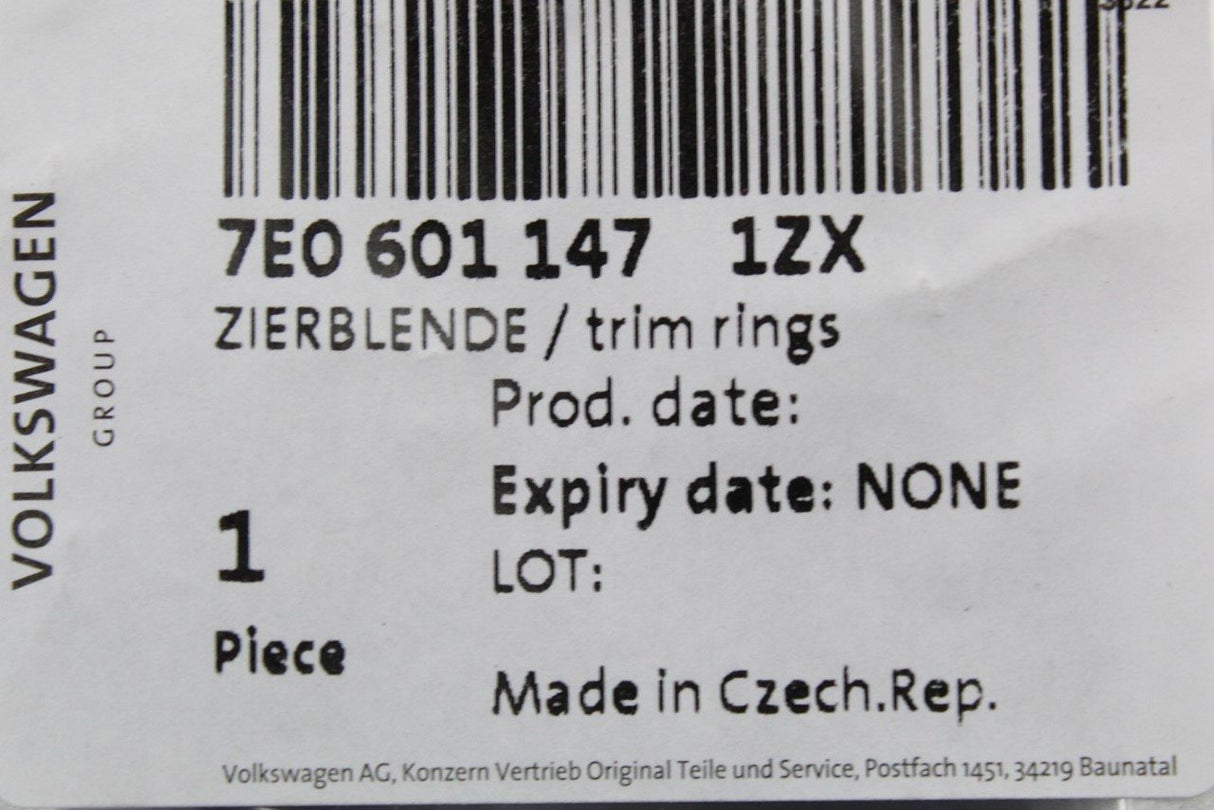 7E0 601 147 1ZX
ZIERBLENDE / trim rings
Prod. date:
Expiry date: NONE
1
LOT:
Piece
Made in Czech.Rep.
Volkswagen AG, Konzern Vertrieb Original Teile und Service, Postfach 1451, 34219 Baunatal
VOLKSWAGEN
GROUP